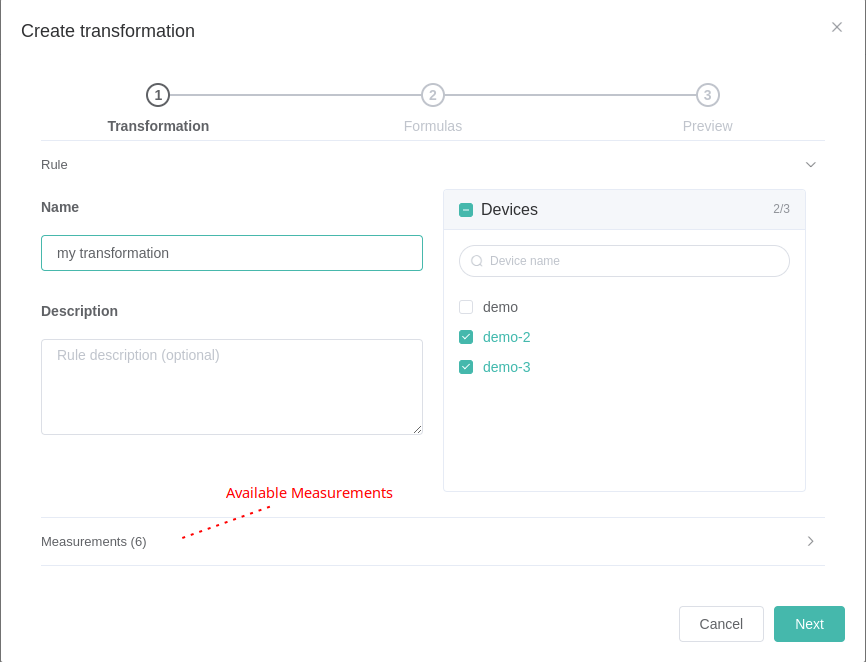 Create transformation
1
2
3
Transformation
Formulas
Preview
Rule
Name
my transformation
Description
Rule description (optional)
Devices
2/3
Device name
demo
demo-2
demo-3
Available Measurements
Measurements (6)
Cancel
Next